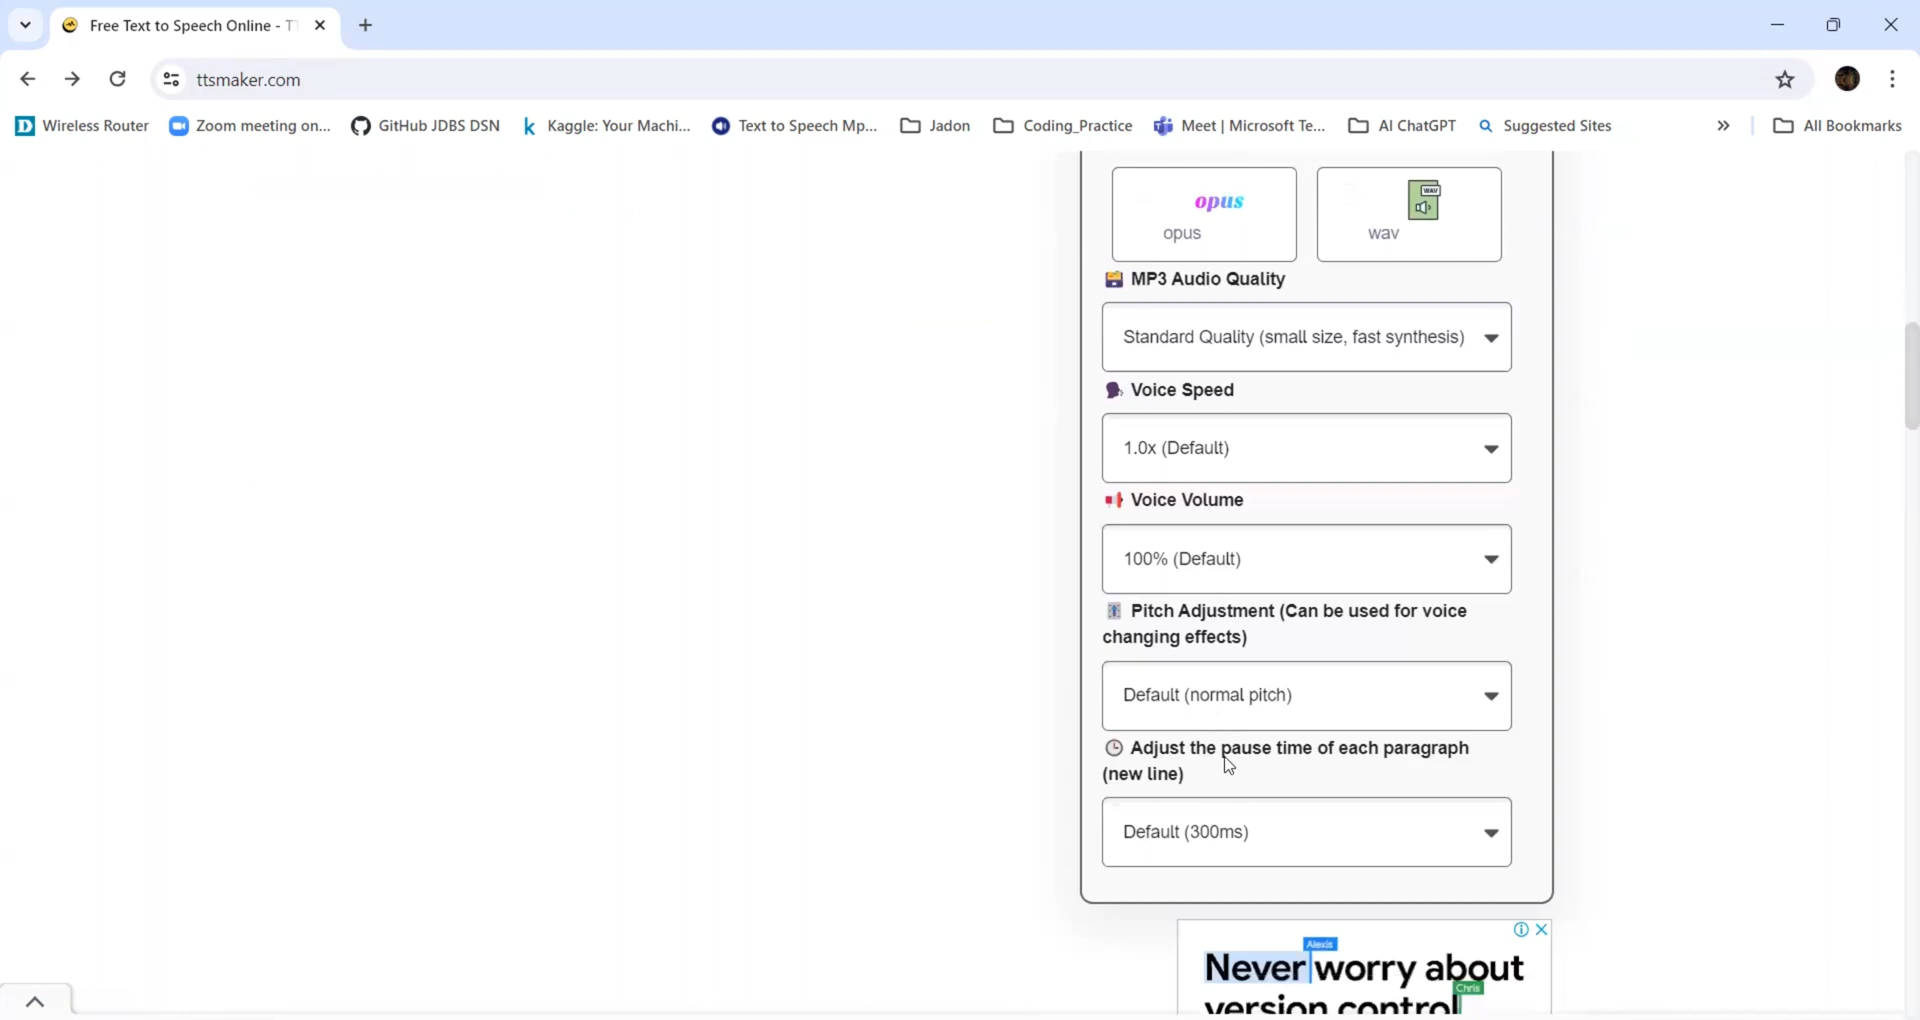 Free Text to Speech Online - T
ttsmaker.com
Wireless Router
Zoom meeting on...
GitHub JDBS DSN
Kaggle: Your Machi...
Text to Speech Mp...
Jadon
Coding_Practice
Meet | Microsoft Te...
AI ChatGPT
Suggested Sites
»
All Bookmarks
opus
opus
WAV
wav
MP3 Audio Quality
Standard Quality (small size, fast synthesis)
Voice Speed
1.0x (Default)
Voice Volume
100% (Default)
Pitch Adjustment (Can be used for voice
changing effects)
Default (normal pitch)
Adjust the pause time of each paragraph
(new line)
Default (300ms)
Alexis
Never worry about
Chris
version control